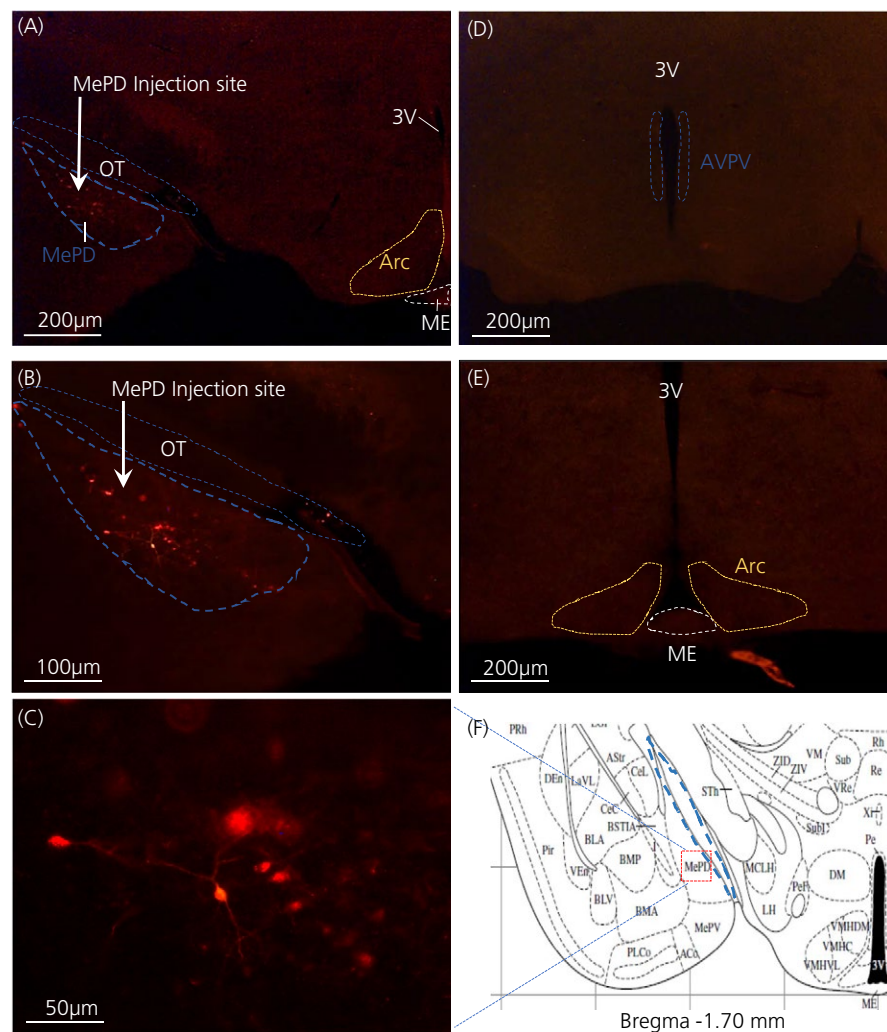 (A)
MePD Injection site
3V
OT
MePD
Arc
ME
200µm
(D)
3V
AVPV
200µm
(B)
MePD Injection site
OT
100µm
(E)
3V
Arc
ME
200µm
(C)
50µm
(F)
PRh
AStr
DEn
LaVL
CeL
CeC
BSTIA
BLA
Pir
BMP
VEn
MePD
BLV
BMA
MePV
PLCo
ACo
STh
ZID
ZIV
VM
Sub
Rh
Re
VRe
SubI
Xi
Pe
MCLH
PeF
DM
LH
VMHDM
VMHC
VMHVL
3V
ME
Bregma -1.70 mm